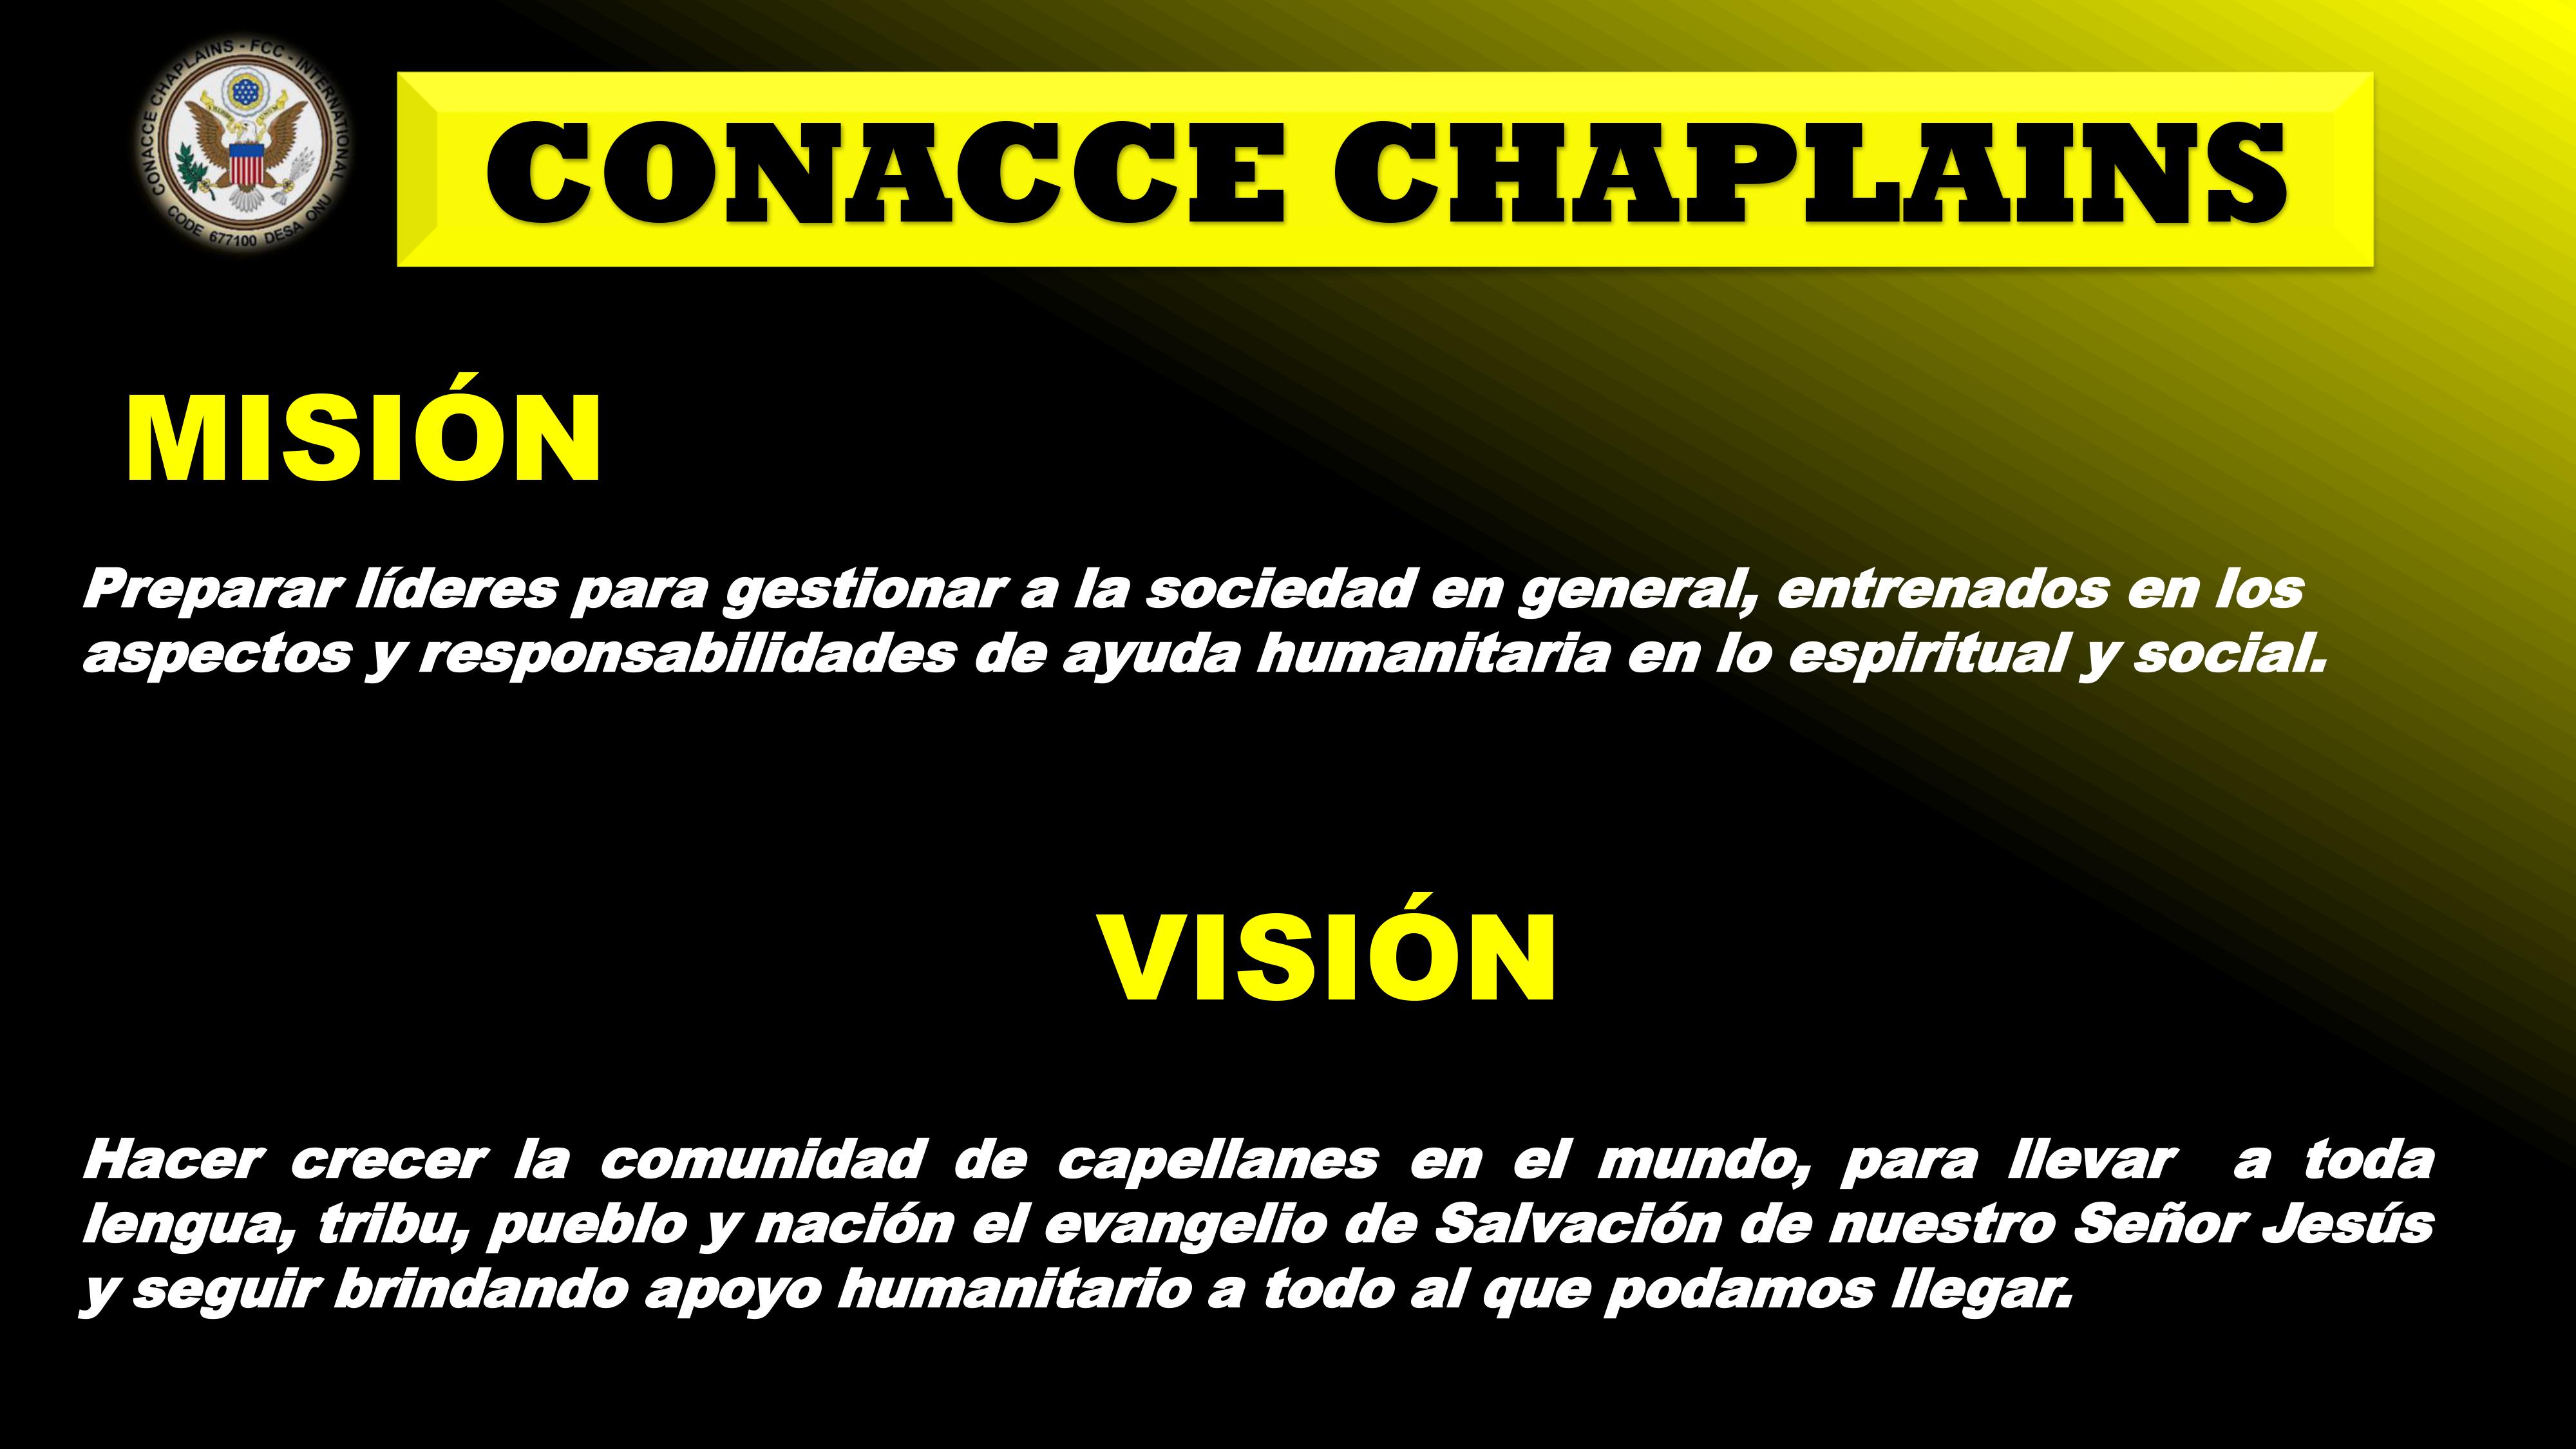 CONACCE CHAPLAINS - FCC - INTERNATIONAL
CODE 677100 DESA ONU
CONACCE CHAPLAINS
MISIÓN
Preparar líderes para gestionar a la sociedad en general, entrenados en los
aspectos y responsabilidades de ayuda humanitaria en lo espiritual y social.
VISIÓN
Hacer crecer la comunidad de capellanes en el mundo, para llevar a toda
lengua, tribu, pueblo y nación el evangelio de Salvación de nuestro Señor Jesús
y seguir brindando apoyo humanitario a todo al que podamos llegar.